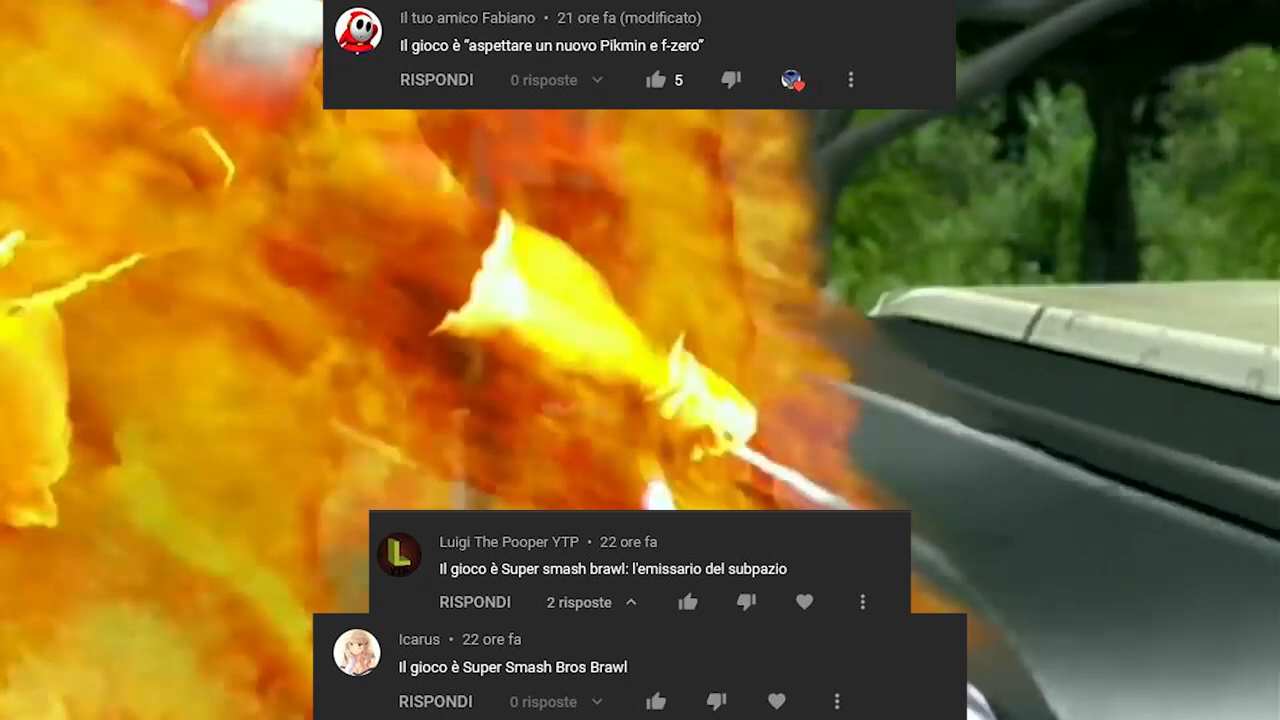 Il tuo amico Fabiano • 21 ore fa (modificato)
Il gioco è “aspettare un nuovo Pikmin e f-zero”
RISPONDI 0 risposte 5
Luigi The Pooper YTP • 22 ore fa
Il gioco è Super smash brawl: l'emissario del subpazio
RISPONDI 2 risposte
Icarus • 22 ore fa
Il gioco è Super Smash Bros Brawl
RISPONDI 0 risposte